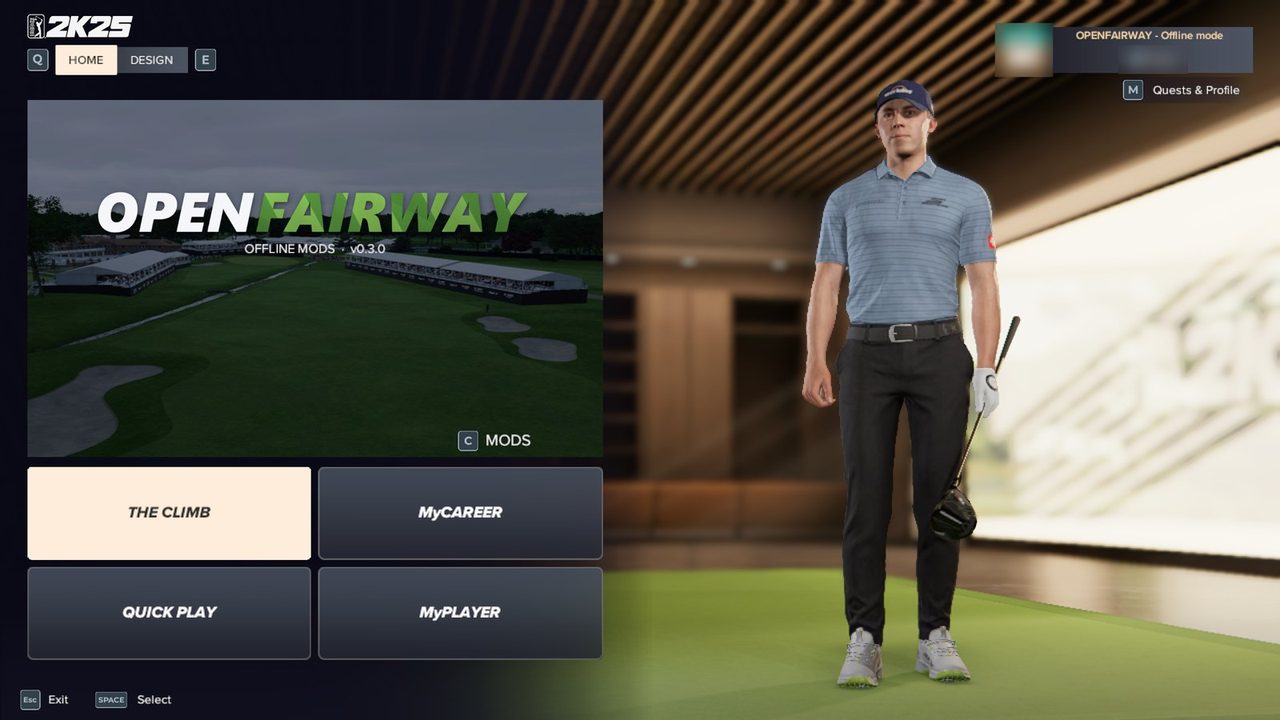 2K25
Q HOME DESIGN E
OPENFAIRWAY - Offline mode
M Quests & Profile
OPENFAIRWAY
OFFLINE MODS · v0.3.0
C MODS
THE CLIMB
MyCAREER
QUICK PLAY
MyPLAYER
Esc Exit SPACE Select